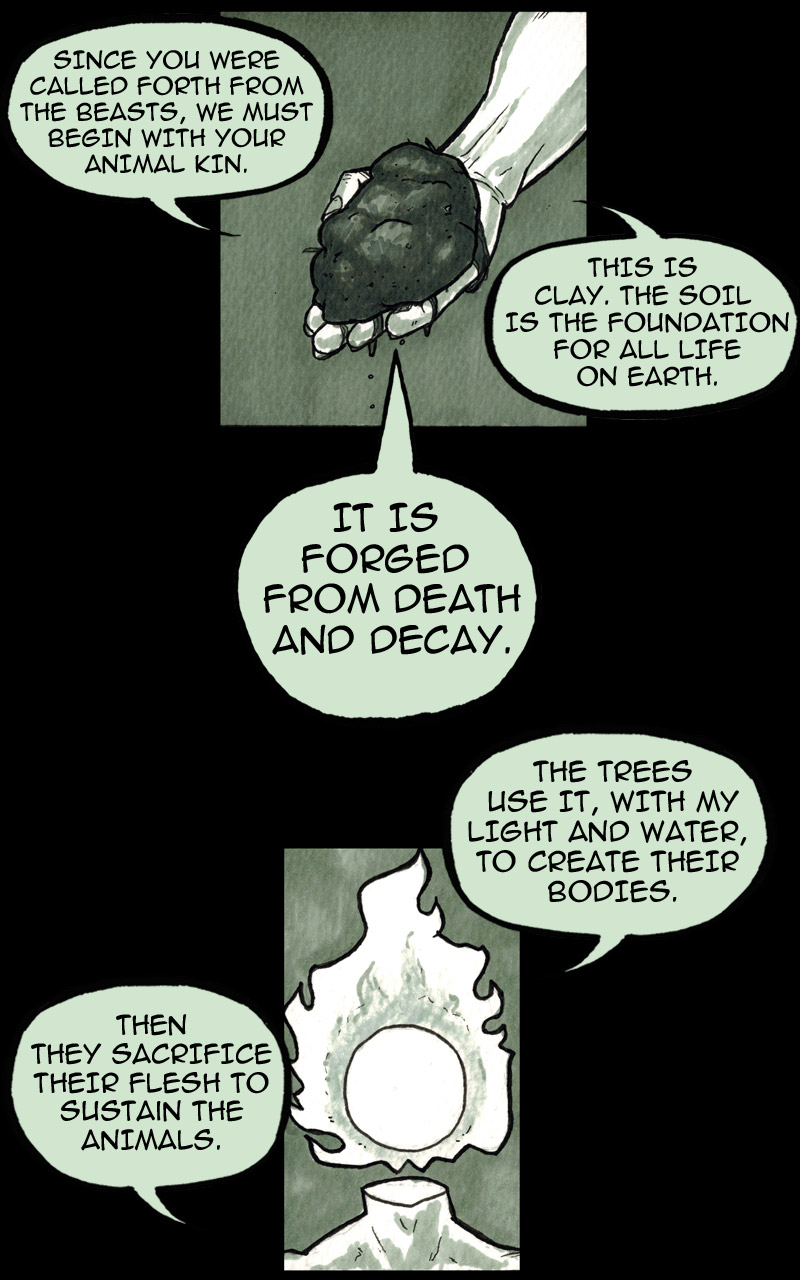 SINCE YOU WERE
CALLED FORTH FROM
THE BEASTS, WE MUST
BEGIN WITH YOUR
ANIMAL KIN.
THIS IS
CLAY. THE SOIL
IS THE FOUNDATION
FOR ALL LIFE
ON EARTH.
IT IS
FORGED
FROM DEATH
AND DECAY.
THE TREES
USE IT, WITH MY
LIGHT AND WATER,
TO CREATE THEIR
BODIES.
THEN
THEY SACRIFICE
THEIR FLESH TO
SUSTAIN THE
ANIMALS.